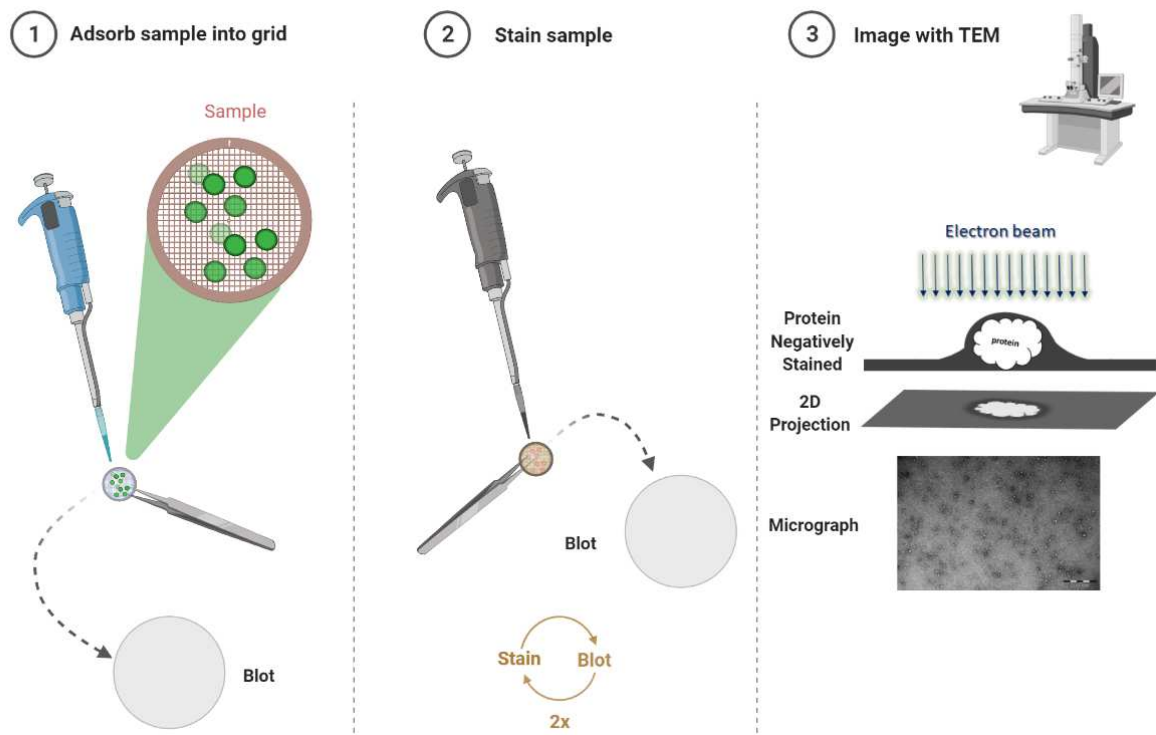 1 Adsorb sample into grid
Sample
Blot
2 Stain sample
Blot
Stain Blot
2x
3 Image with TEM
Electron beam
Protein
Negatively
Stained
protein
2D
Projection
Micrograph